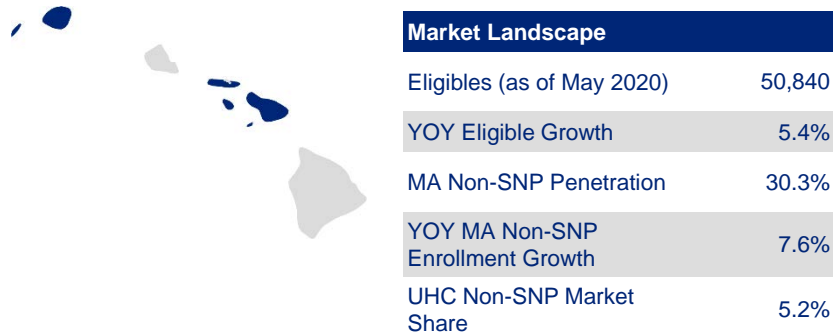 Market Landscape
Eligibles (as of May 2020) 50,840
YOY Eligible Growth 5.4%
MA Non-SNP Penetration 30.3%
YOY MA Non-SNP
Enrollment Growth 7.6%
UHC Non-SNP Market
Share 5.2%